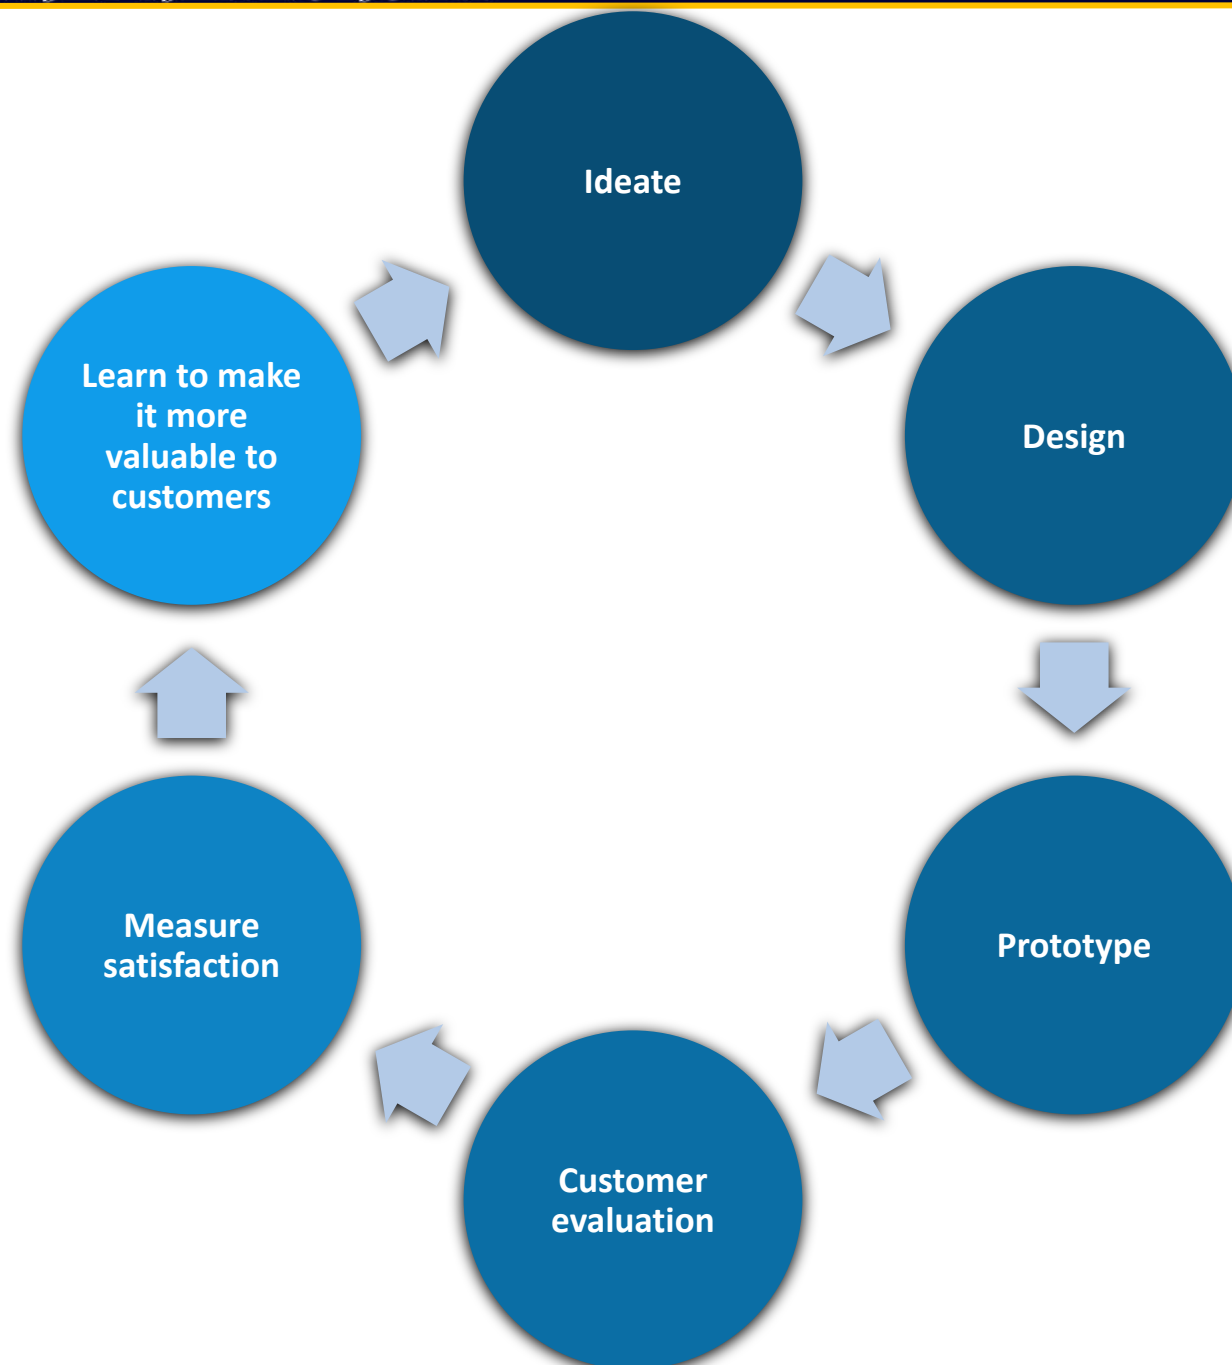 Ideate
Design
Prototype
Customer
evaluation
Measure
satisfaction
Learn to make
it more
valuable to
customers